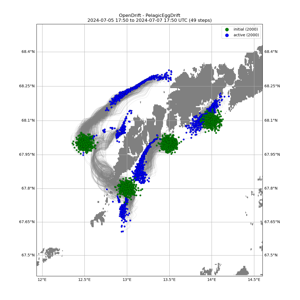 OpenDrift - PelagicEggDrift
2024-07-05 17:50 to 2024-07-07 17:50 UTC (49 steps)
initial (2000)
active (2000)
68.4°N 68.4°N
68.25°N 68.25°N
68.1°N 68.1°N
67.95°N 67.95°N
67.8°N 67.8°N
67.65°N 67.65°N
67.5°N 67.5°N
12°E 12.5°E 13°E 13.5°E 14°E 14.5°E